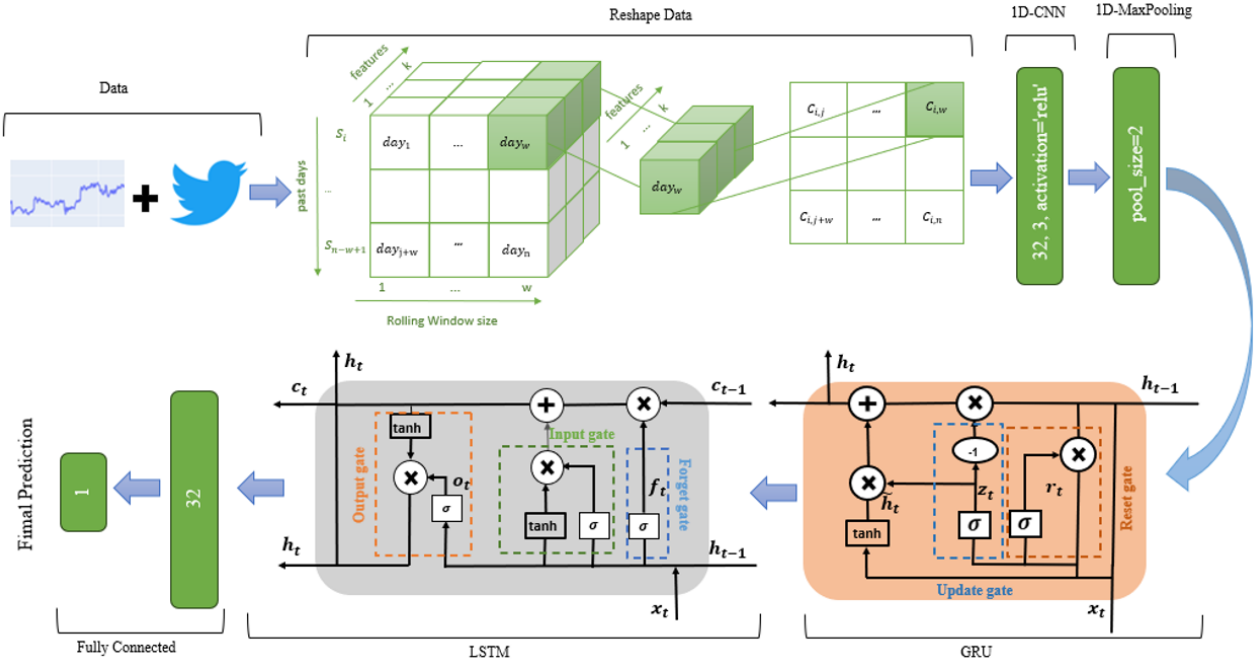 Data
Reshape Data
1D-CNN
1D-MaxPooling
features
1 ... k
past days
S_i
...
S_{n-w+1}
day_1 ... day_w
day_{j+w} ... day_n
1 ... w
Rolling Window size
features
1 ... k
day_w
C_{i,j} ... C_{i,w}
C_{i,j+w} ... C_{i,n}
32, 3, activation='relu'
pool_size=2
h_t
h_{t-1}
+
×
-1
×
r_t
z_t
×
h̃_t
σ
σ
tanh
Reset gate
Update gate
x_t
GRU
h_t
c_t
c_{t-1}
+
×
tanh
Input gate
×
o_t
×
f_t
σ
tanh
σ
σ
Output gate
Forget gate
h_t
h_{t-1}
x_t
LSTM
32
1
Fimal Prediction
Fully Connected